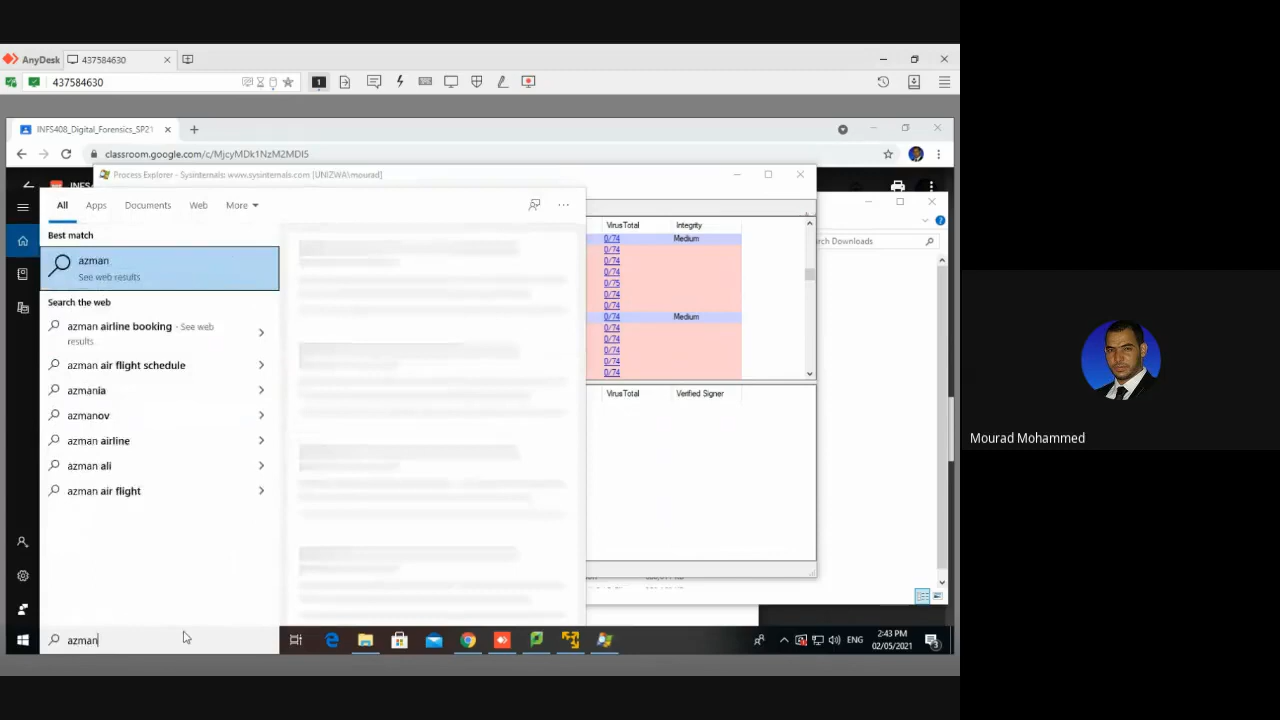 AnyDesk
437584630
437584630
1
INFS408_Digital_Forensics_SP21
classroom.google.com/c/MjcyMDk1NzM2MDI5
Process Explorer - Sysinternals: www.sysinternals.com [UNIZWA\mourad]
INFS
All
Apps
Documents
Web
More
Best match
azman
See web results
Search the web
azman airline booking - See web
results
azman air flight schedule
azmania
azmanov
azman airline
azman ali
azman air flight
VirusTotal
Integrity
0/74
Medium
0/74
0/74
0/74
0/75
0/74
0/74
0/74
Medium
0/74
0/74
0/74
0/74
0/74
VirusTotal
Verified Signer
rch Downloads
azman
ENG
2:43 PM
02/05/2021
3
Mourad Mohammed